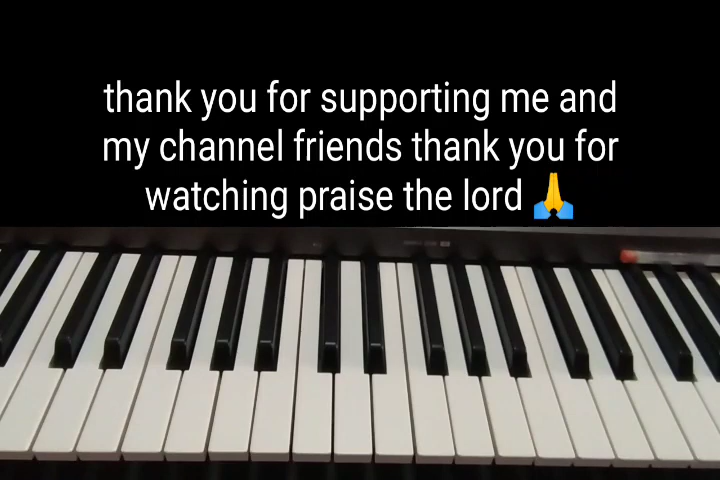 thank you for supporting me and
my channel friends thank you for
watching praise the lord 🙏